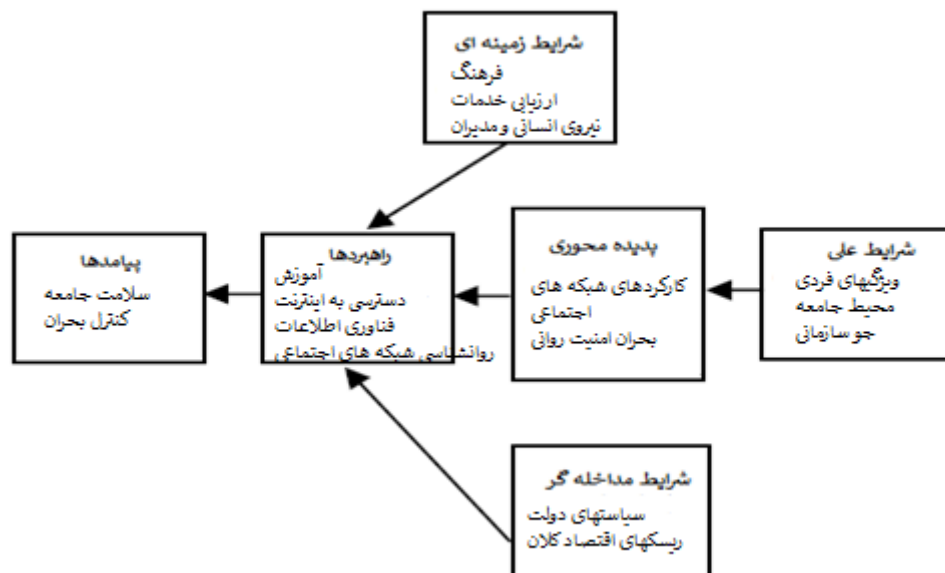 شرایط زمینه ای
فرهنگ
ارزیابی خدمات
نیروی انسانی و مدیران
شرایط علی
ویژگیهای فردی
محیط جامعه
جو سازمانی
پدیده محوری
کارکردهای شبکه های
اجتماعی
بحران امنیت روانی
راهبردها
آموزش
دسترسی به اینترنت
فناوری اطلاعات
روانشناسی شبکه های اجتماعی
پیامدها
سلامت جامعه
کنترل بحران
شرایط مداخله گر
سیاستهای دولت
ریسکهای اقتصاد کلان